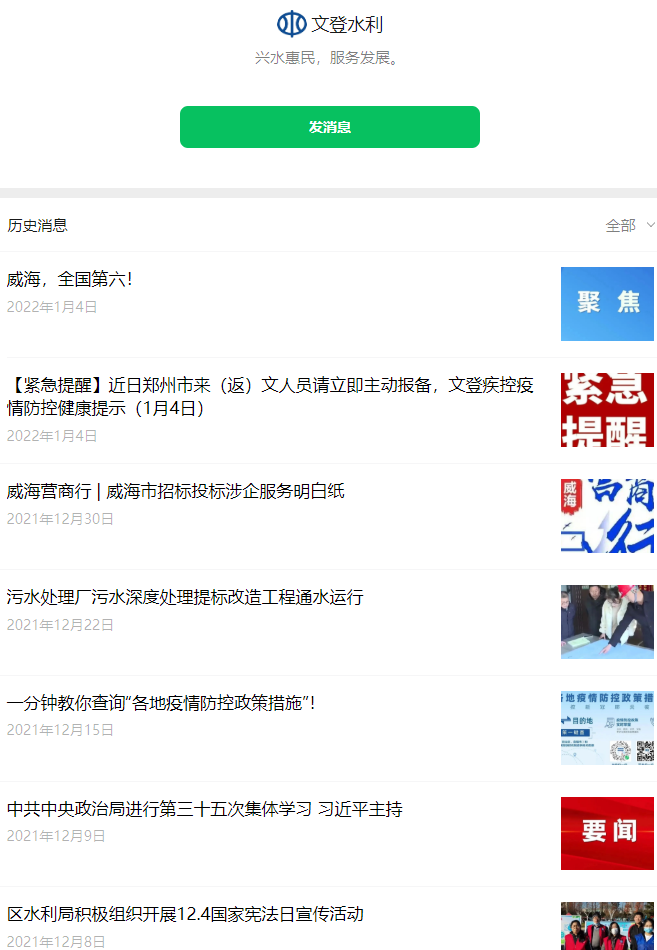 文登水利
兴水惠民，服务发展。
发消息
历史消息
全部
威海，全国第六！
2022年1月4日
聚 焦
【紧急提醒】近日郑州市来（返）文人员请立即主动报备，文登疾控疫
情防控健康提示（1月4日）
2022年1月4日
紧急
提醒
威海营商行 | 威海市招标投标涉企服务明白纸
2021年12月30日
威海
商
行
污水处理厂污水深度处理提标改造工程通水运行
2021年12月22日
一分钟教你查询“各地疫情防控政策措施”！
2021年12月15日
各地疫情防控政策措
目的地
中共中央政治局进行第三十五次集体学习 习近平主持
2021年12月9日
要闻
区水利局积极组织开展12.4国家宪法日宣传活动
2021年12月8日